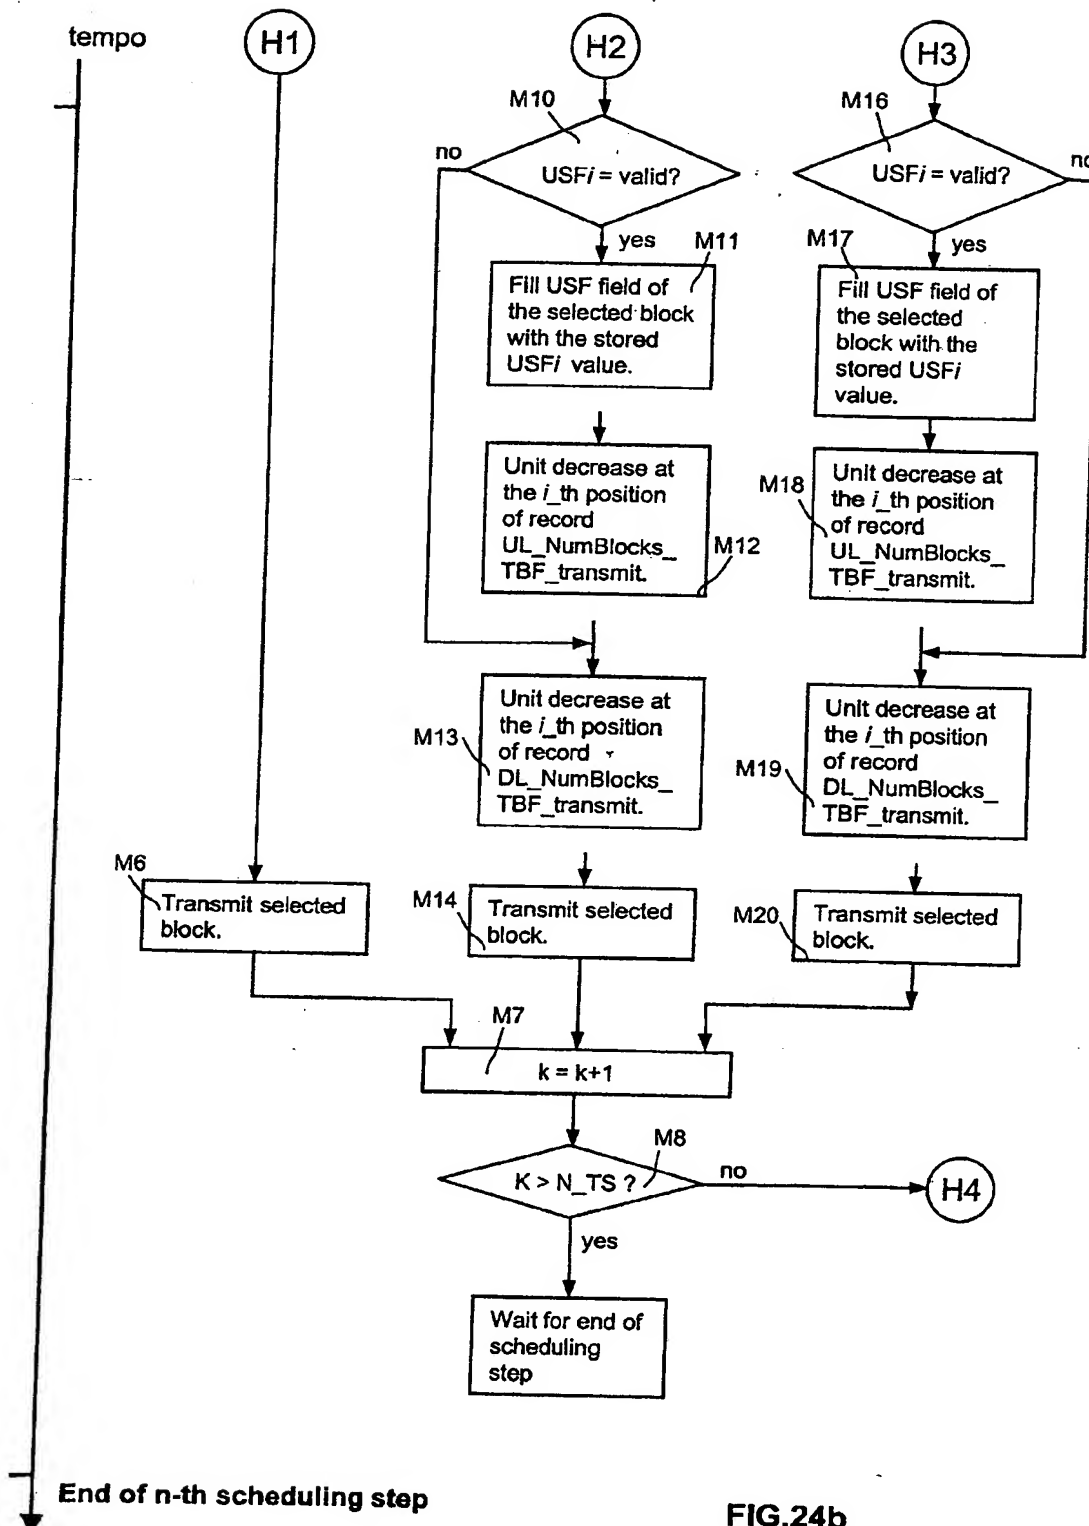 tempo
H1
H2
H3
M10
M16
no
USFi = valid?
USFi = valid?
no
yes
M11
M17
yes
Fill USF field of
the selected block
with the stored
USFi value.
Fill USF field of
the selected
block with the
stored USFi
value.
Unit decrease at
the i_th position
of record
UL_NumBlocks_
TBF_transmit.
M12
M18
Unit decrease at
the i_th position
of record
UL_NumBlocks_
TBF_transmit.
M13
Unit decrease at
the i_th position
of record
DL_NumBlocks_
TBF_transmit.
M19
Unit decrease at
the i_th position
of record
DL_NumBlocks_
TBF_transmit.
M6
Transmit selected
block.
M14
Transmit selected
block.
M20
Transmit selected
block.
M7
k = k+1
M8
K > N_TS ?
no
H4
yes
Wait for end of
scheduling
step
End of n-th scheduling step
FIG.24b